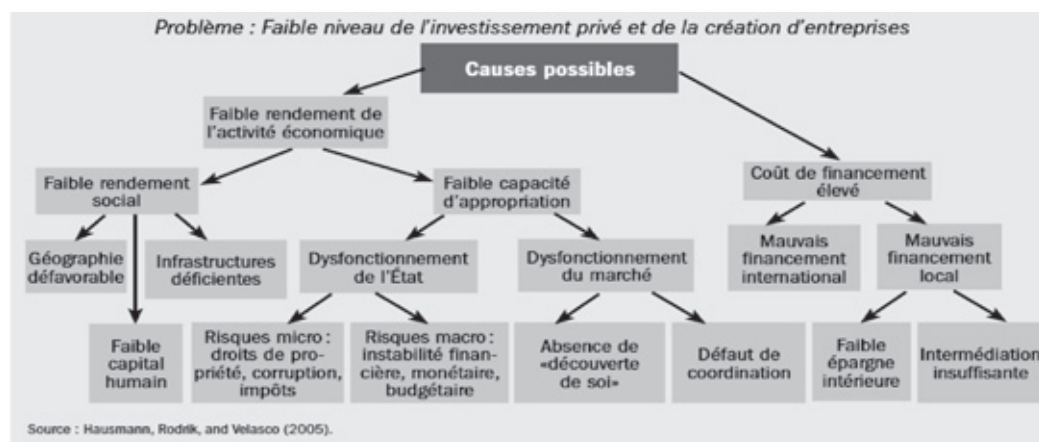 Problème : Faible niveau de l'investissement privé et de la création d'entreprises
Causes possibles
Faible rendement de
l'activité économique
Faible rendement
social
Faible capacité
d'appropriation
Coût de financement
élevé
Géographie
défavorable
Infrastructures
déficientes
Dysfonctionnement
de l'État
Dysfonctionnement
du marché
Mauvais
financement
international
Mauvais
financement
local
Faible
capital
humain
Risques micro :
droits de pro-
priété, corruption,
impôts
Risques macro :
instabilité finan-
cière, monétaire,
budgétaire
Absence de
«découverte
de soi»
Défaut de
coordination
Faible
épargne
intérieure
Intermédiation
insuffisante
Source : Hausmann, Rodrik, and Velasco (2005).